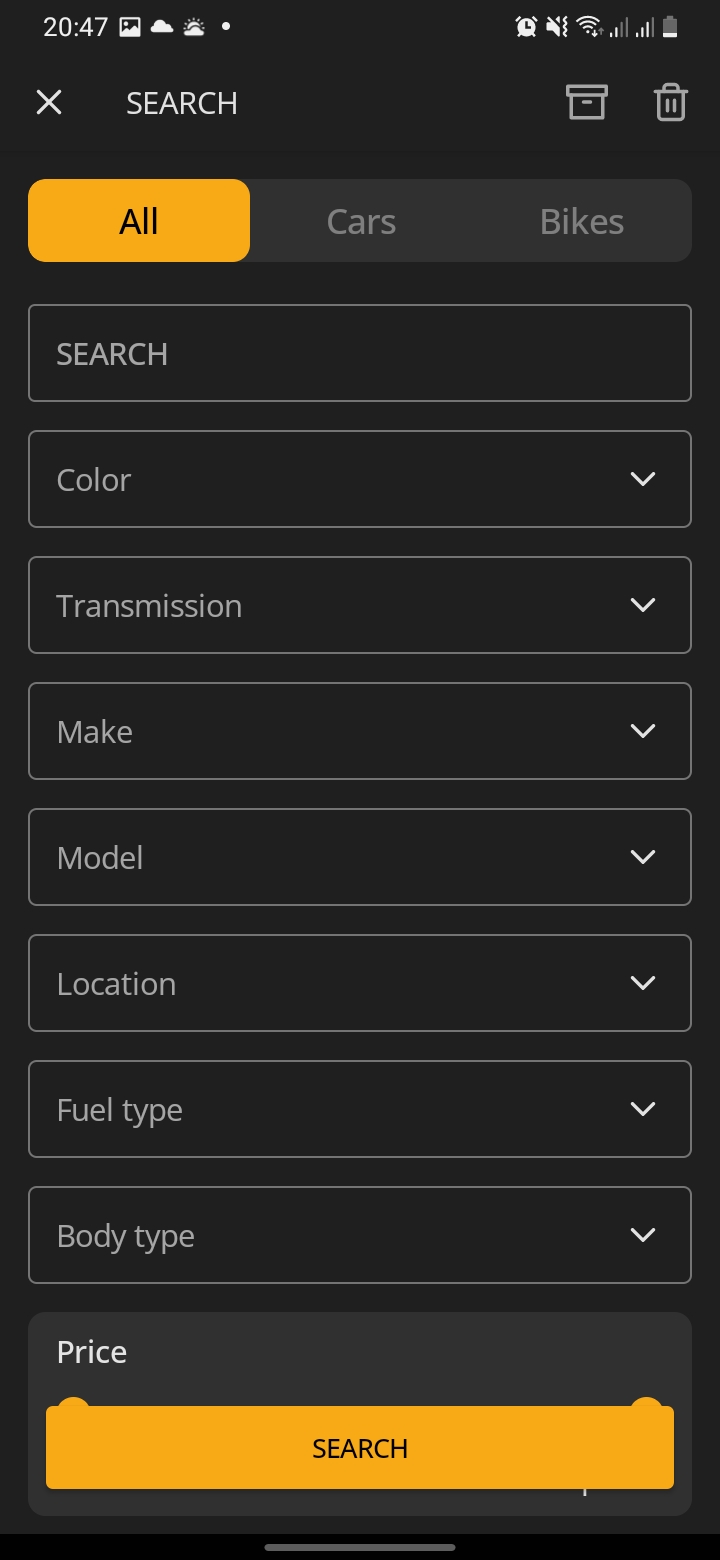 20:47
SEARCH
All Cars Bikes
SEARCH
Color
Transmission
Make
Model
Location
Fuel type
Body type
Price
SEARCH